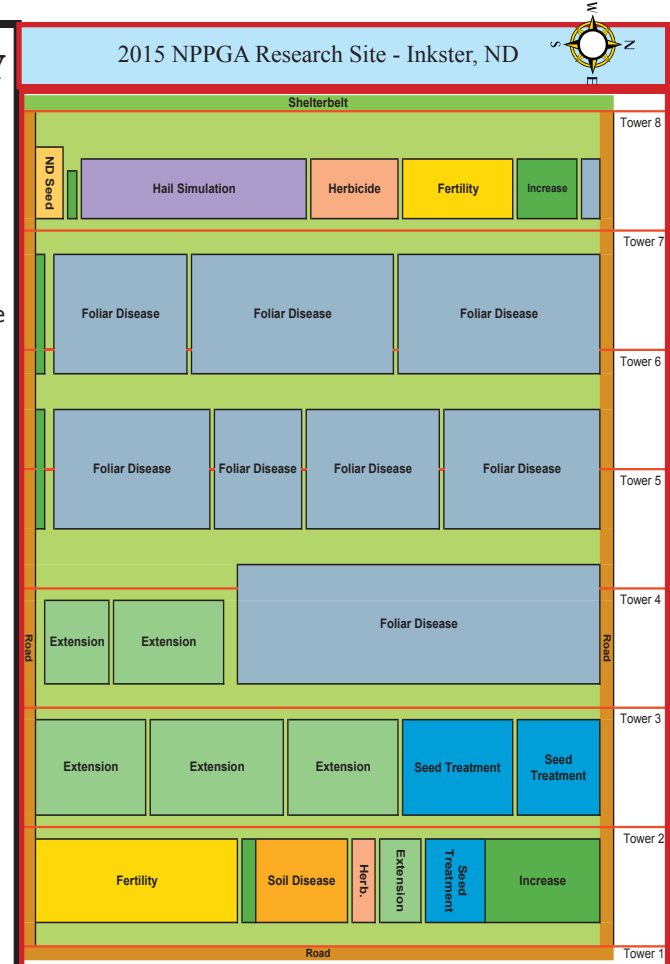 W
S
N
E
y
e
2015 NPPGA Research Site - Inkster, ND
Shelterbelt
Tower 8
ND Seed
Hail Simulation
Herbicide
Fertility
Increase
Tower 7
Foliar Disease
Foliar Disease
Foliar Disease
Tower 6
Foliar Disease
Foliar Disease
Foliar Disease
Foliar Disease
Tower 5
Foliar Disease
Tower 4
Extension
Extension
Road
Road
Tower 3
Extension
Extension
Extension
Seed Treatment
Seed
Treatment
Tower 2
Fertility
Soil Disease
Herb.
Extension
Seed
Treatment
Increase
Road
Tower 1